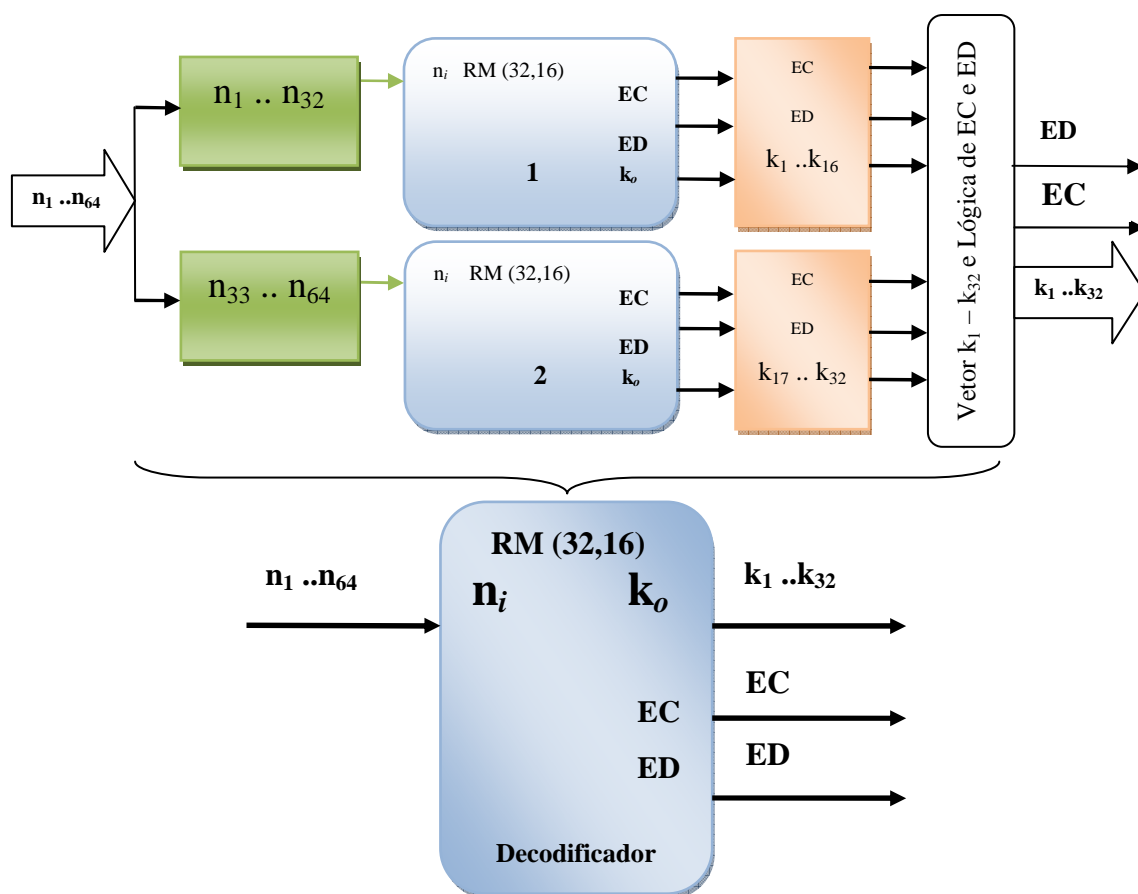 n1 ..n64
n1 .. n32
ni RM (32,16)
EC
ED
1
ko
EC
ED
k1 ..k16
n33 .. n64
ni RM (32,16)
EC
ED
2
ko
EC
ED
k17 .. k32
Vetor k1 – k32 e Lógica de EC e ED
ED
EC
k1 ..k32
RM (32,16)
n1 ..n64
ni
ko
k1 ..k32
EC
EC
ED
ED
Decodificador